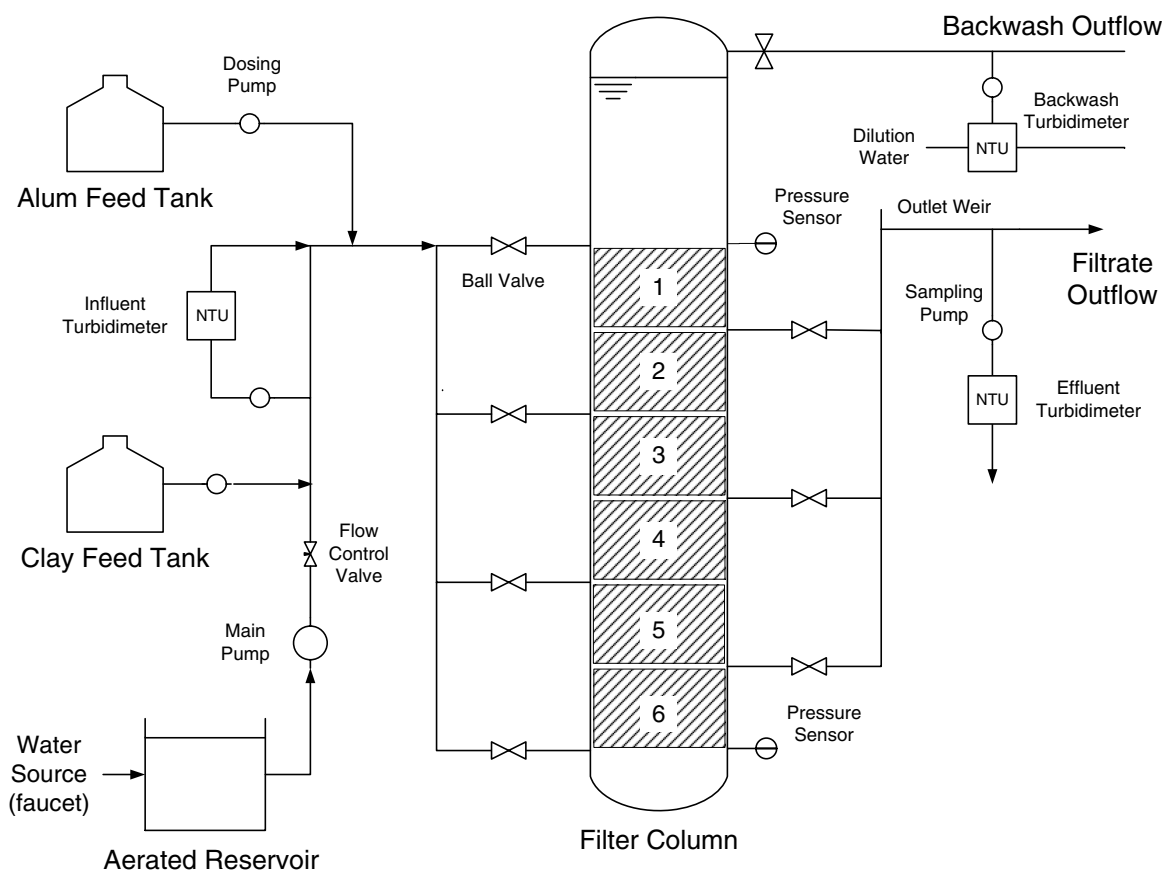 Backwash Outflow
Dosing
Pump
Backwash
Turbidimeter
Dilution
Water
NTU
Alum Feed Tank
Pressure
Sensor
Outlet Weir
Ball Valve
Filtrate
Outflow
1
Influent
Turbidimeter
NTU
Sampling
Pump
2
NTU
Effluent
Turbidimeter
3
Clay Feed Tank
Flow
Control
Valve
4
Main
Pump
5
6
Pressure
Sensor
Water
Source
(faucet)
Filter Column
Aerated Reservoir